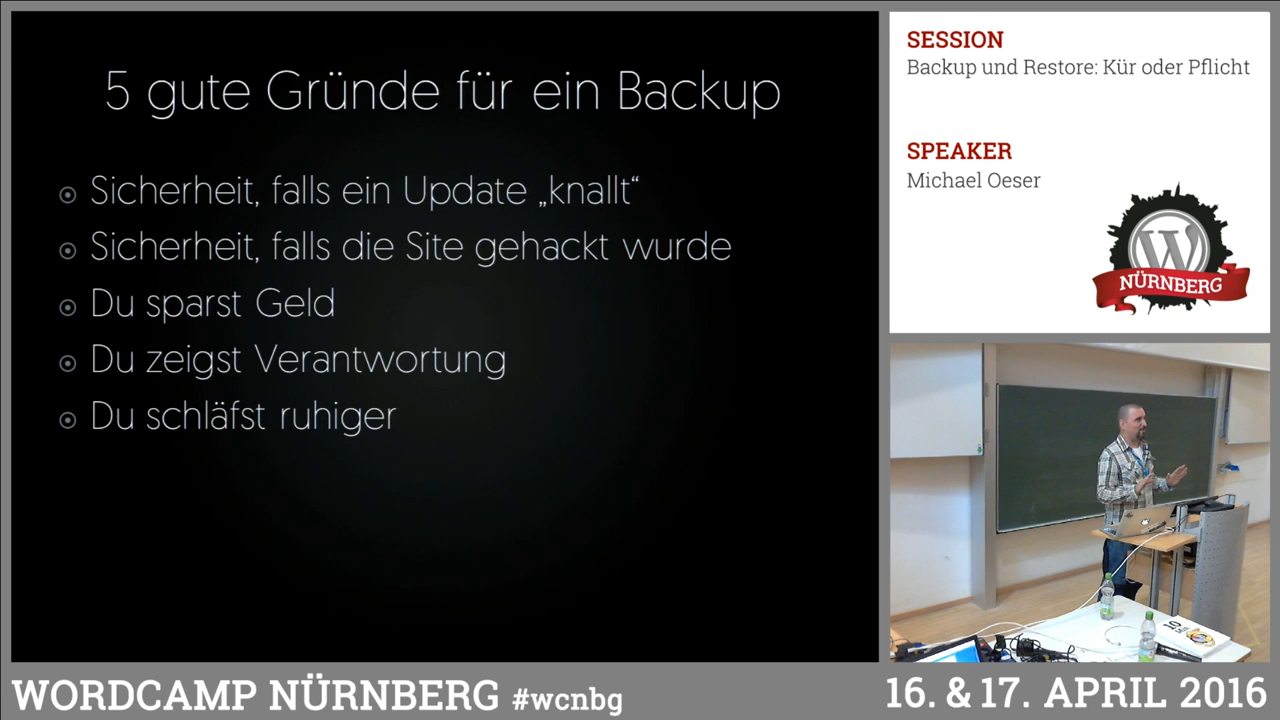 5 gute Gründe für ein Backup
Sicherheit, falls ein Update „knallt“
Sicherheit, falls die Site gehackt wurde
Du sparst Geld
Du zeigst Verantwortung
Du schläfst ruhiger
SESSION
Backup und Restore: Kür oder Pflicht
SPEAKER
Michael Oeser
W
NÜRNBERG
10
Min
WORDCAMP NÜRNBERG #wcnbg
16. & 17. APRIL 2016